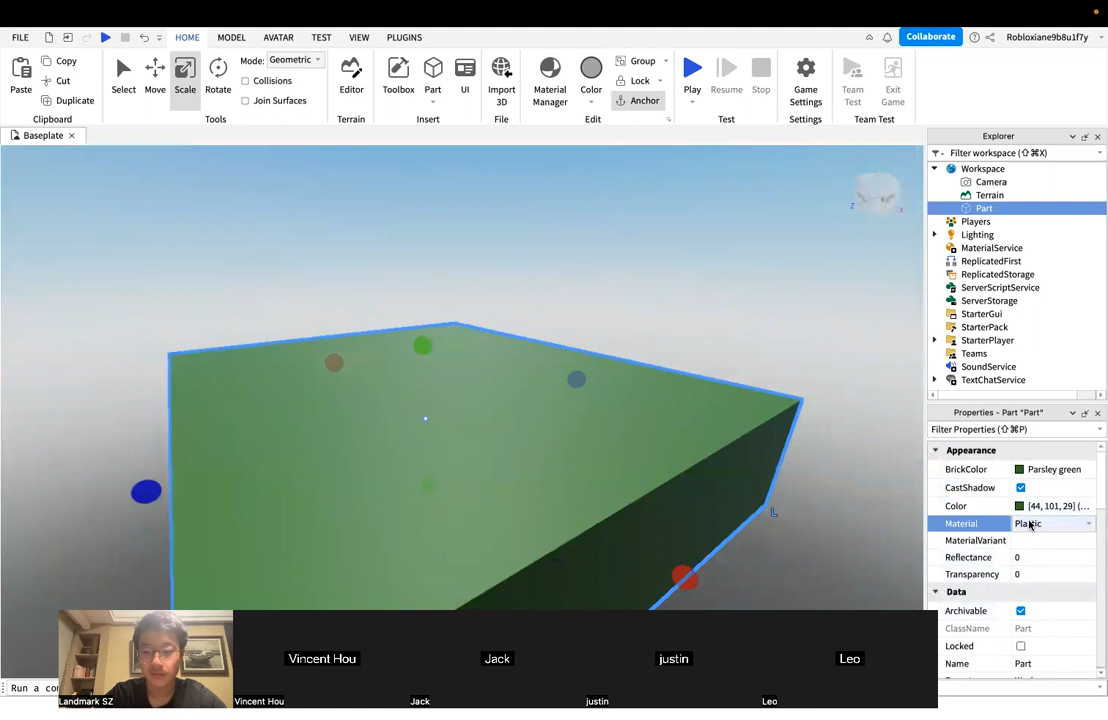 FILE HOME MODEL AVATAR TEST VIEW PLUGINS Collaborate Robloxiane9b8u1f7y
Paste Copy Cut Duplicate Clipboard
Select Move Scale Rotate Mode: Geometric Collisions Join Surfaces Tools
Editor Terrain
Toolbox Part UI Insert
Import 3D File
Material Manager Color Group Lock Anchor Edit
Play Resume Stop Test
Game Settings Settings
Team Test Exit Game Team Test
Baseplate
Z X
L
Explorer
Filter workspace (⇧⌘X)
Workspace
Camera
Terrain
Part
Players
Lighting
MaterialService
ReplicatedFirst
ReplicatedStorage
ServerScriptService
ServerStorage
StarterGui
StarterPack
StarterPlayer
Teams
SoundService
TextChatService
Properties - Part "Part"
Filter Properties (⇧⌘P)
Appearance
BrickColor Parsley green
CastShadow
Color [44, 101, 29] (...
Material Plastic
MaterialVariant
Reflectance 0
Transparency 0
Data
Archivable
ClassName Part
Locked
Name Part
Run a co
Vincent Hou Jack justin Leo
Landmark SZ Vincent Hou Jack justin Leo